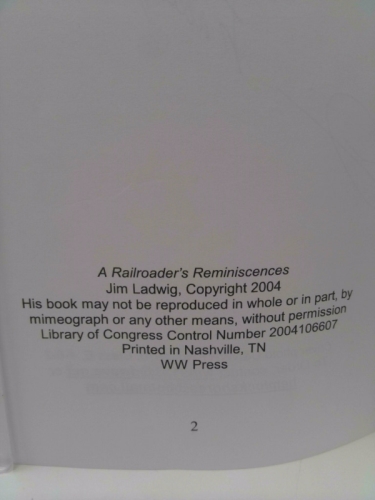 A Railroader's Reminiscences
Jim Ladwig, Copyright 2004
His book may not be reproduced in whole or in part, by
mimeograph or any other means, without permission
Library of Congress Control Number 2004106607
Printed in Nashville, TN
WW Press
2